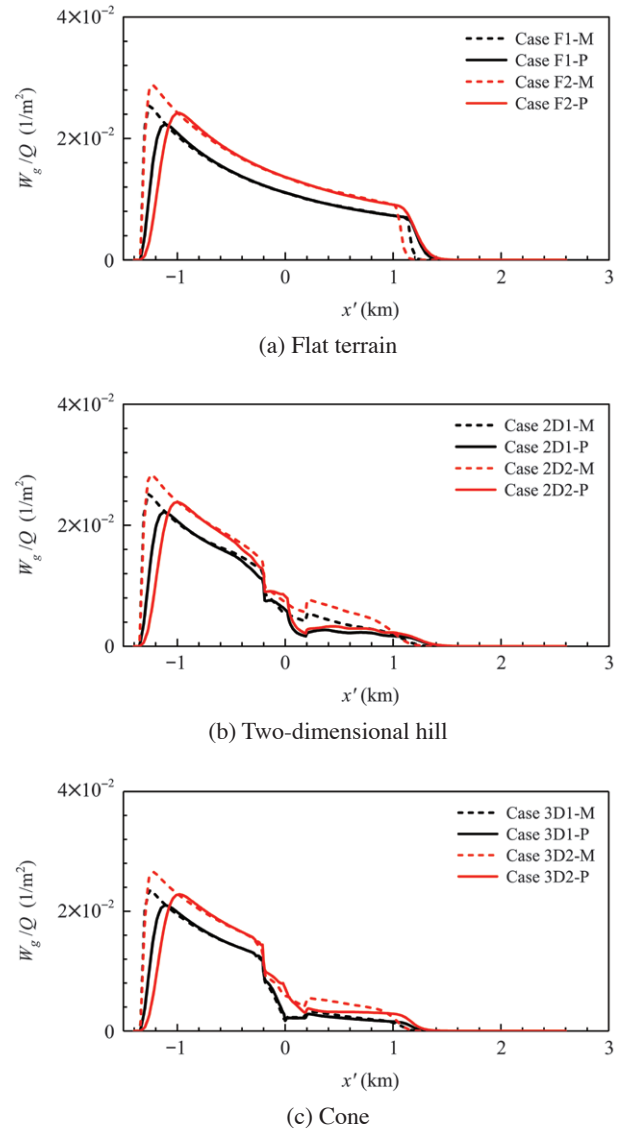 4×10⁻²
2×10⁻²
0
W_g/Q (1/m²)
Case F1-M
Case F1-P
Case F2-M
Case F2-P
−1 0 1 2 3
x′ (km)
(a) Flat terrain
4×10⁻²
2×10⁻²
0
W_g/Q (1/m²)
Case 2D1-M
Case 2D1-P
Case 2D2-M
Case 2D2-P
−1 0 1 2 3
x′ (km)
(b) Two-dimensional hill
4×10⁻²
2×10⁻²
0
W_g/Q (1/m²)
Case 3D1-M
Case 3D1-P
Case 3D2-M
Case 3D2-P
−1 0 1 2 3
x′ (km)
(c) Cone